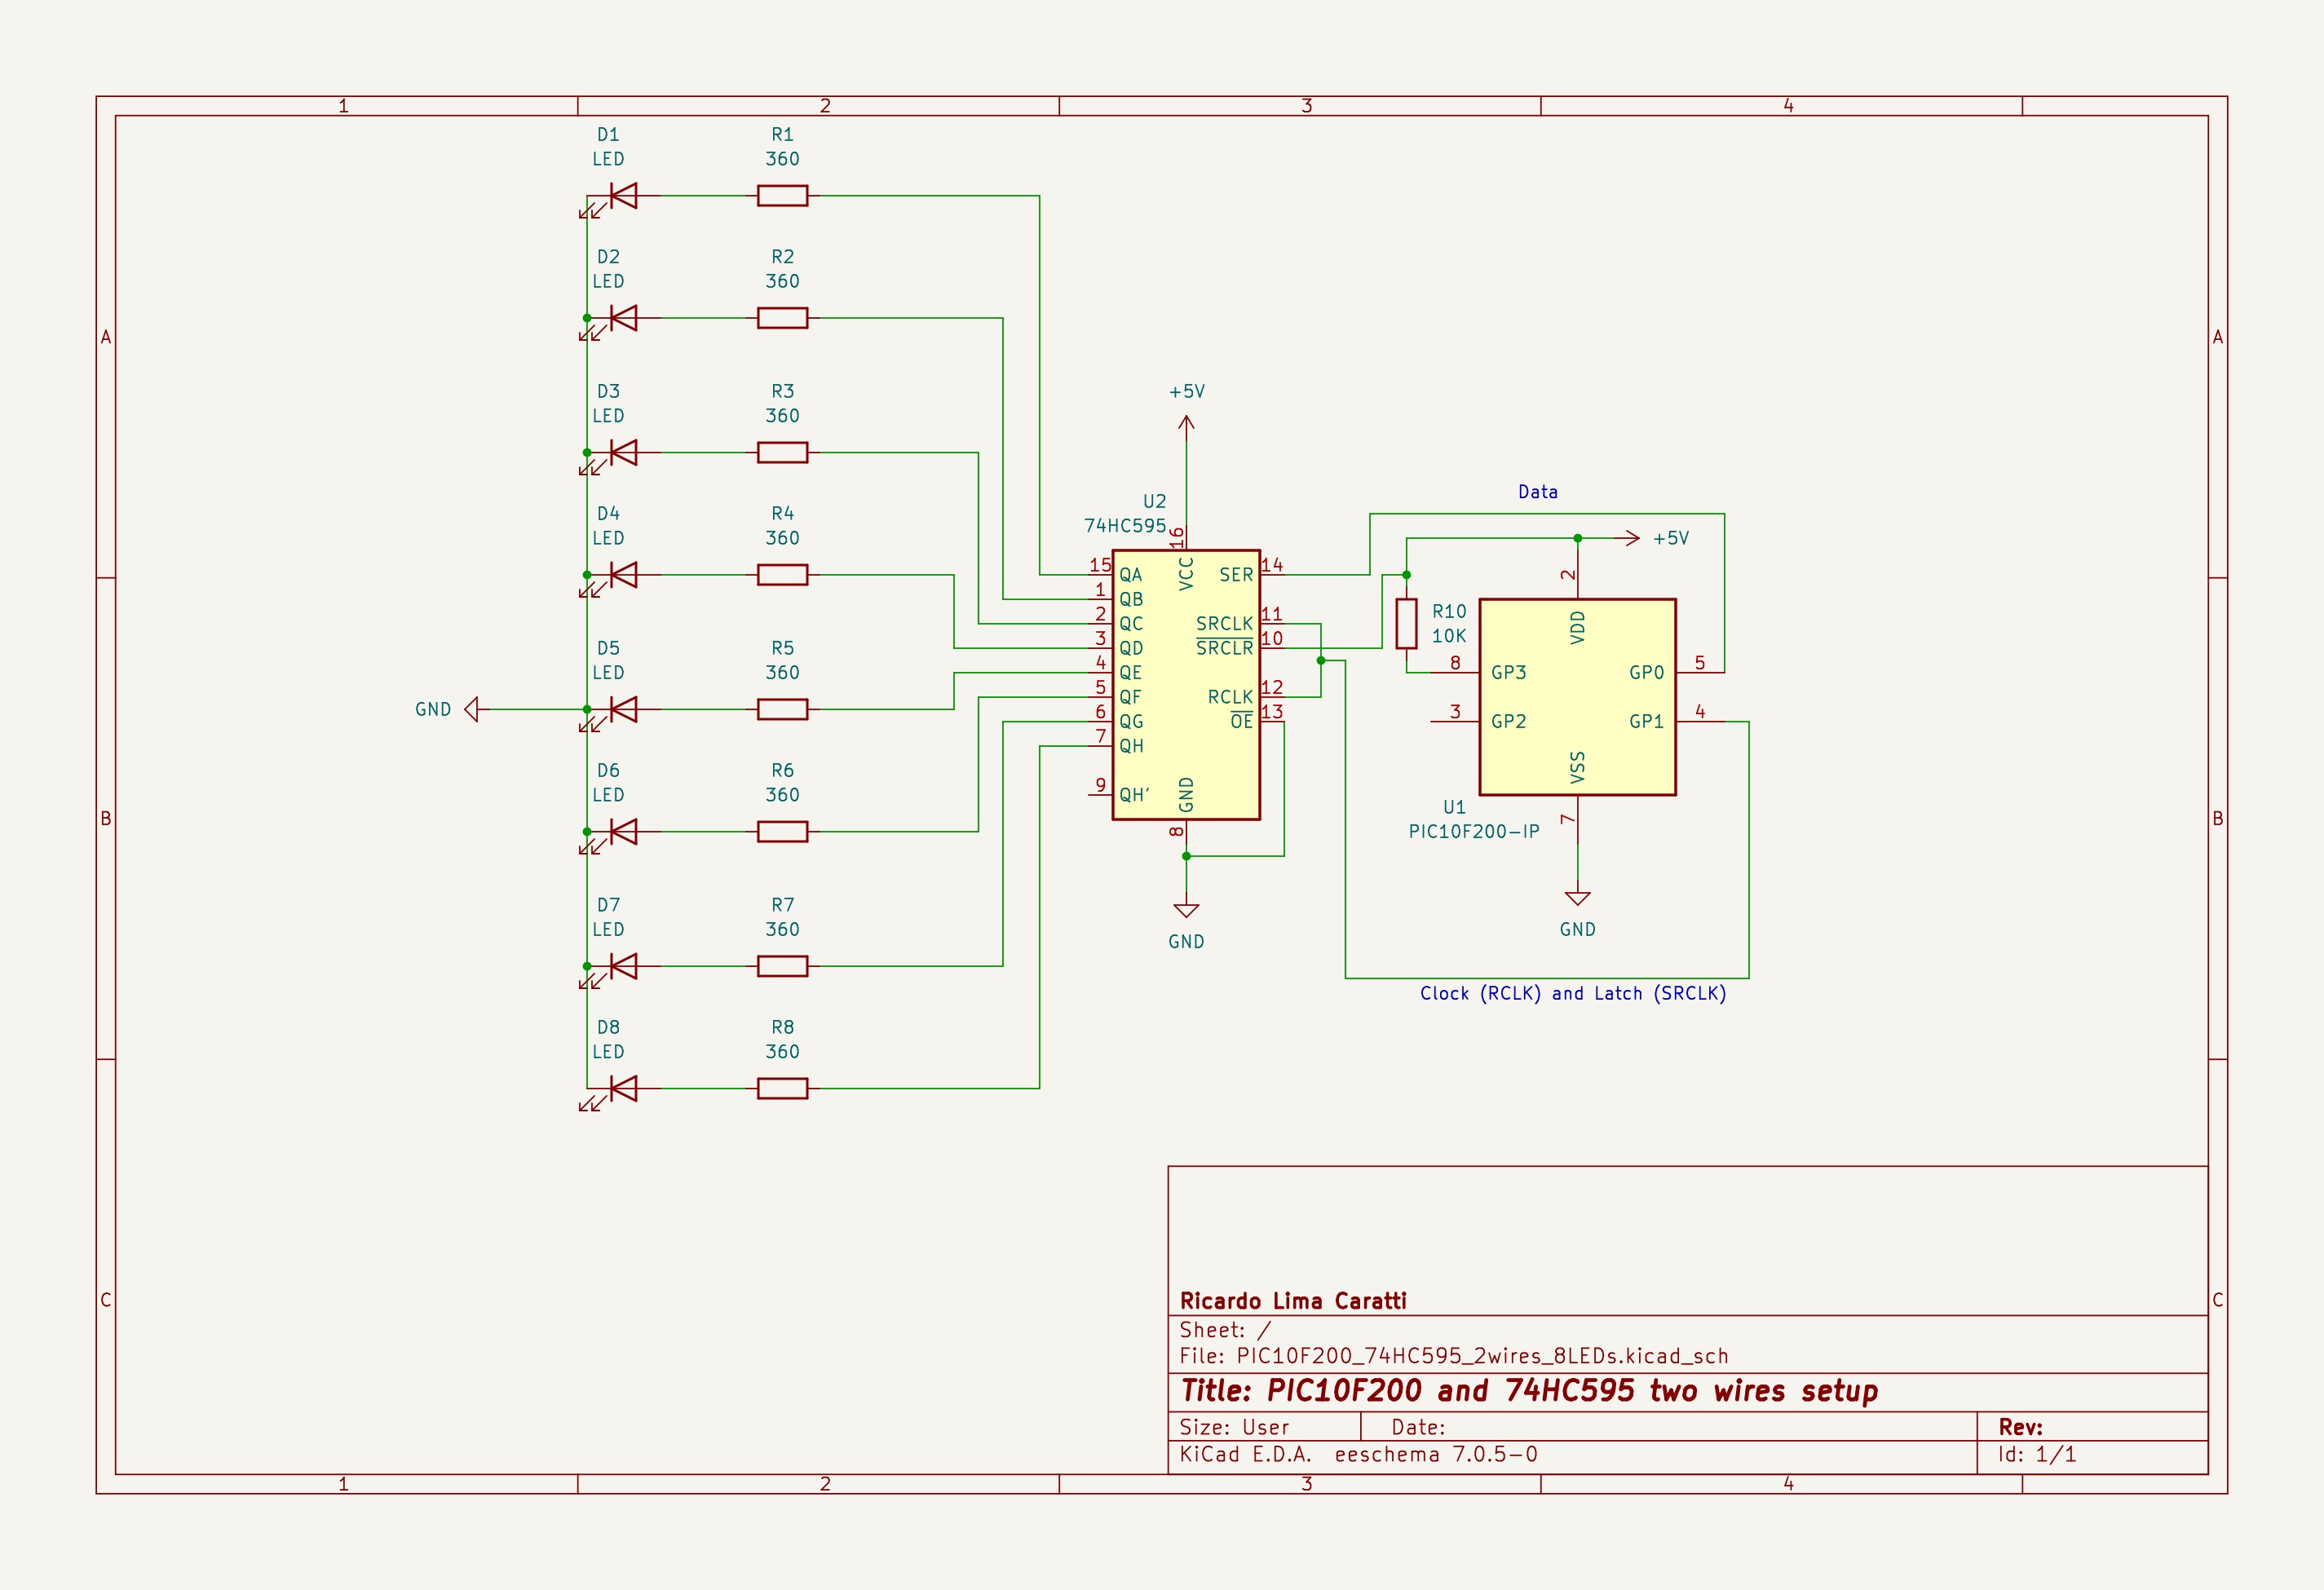 1 2 3 4
A A
B B
C C
D1
LED
R1
360
D2
LED
R2
360
D3
LED
R3
360
D4
LED
R4
360
D5
LED
R5
360
D6
LED
R6
360
D7
LED
R7
360
D8
LED
R8
360
GND
+5V
U2
74HC595
16
VCC
15 QA
1 QB
2 QC
3 QD
4 QE
5 QF
6 QG
7 QH
9 QH'
SER 14
SRCLK 11
SRCLR 10
RCLK 12
OE 13
GND
8
GND
Data
+5V
R10
10K
2
VDD
8 GP3
3 GP2
GP0 5
GP1 4
VSS
7
U1
PIC10F200-IP
GND
Clock (RCLK) and Latch (SRCLK)
Ricardo Lima Caratti
Sheet: /
File: PIC10F200_74HC595_2wires_8LEDs.kicad_sch
Title: PIC10F200 and 74HC595 two wires setup
Size: User Date: Rev:
KiCad E.D.A. eeschema 7.0.5-0 Id: 1/1
1 2 3 4